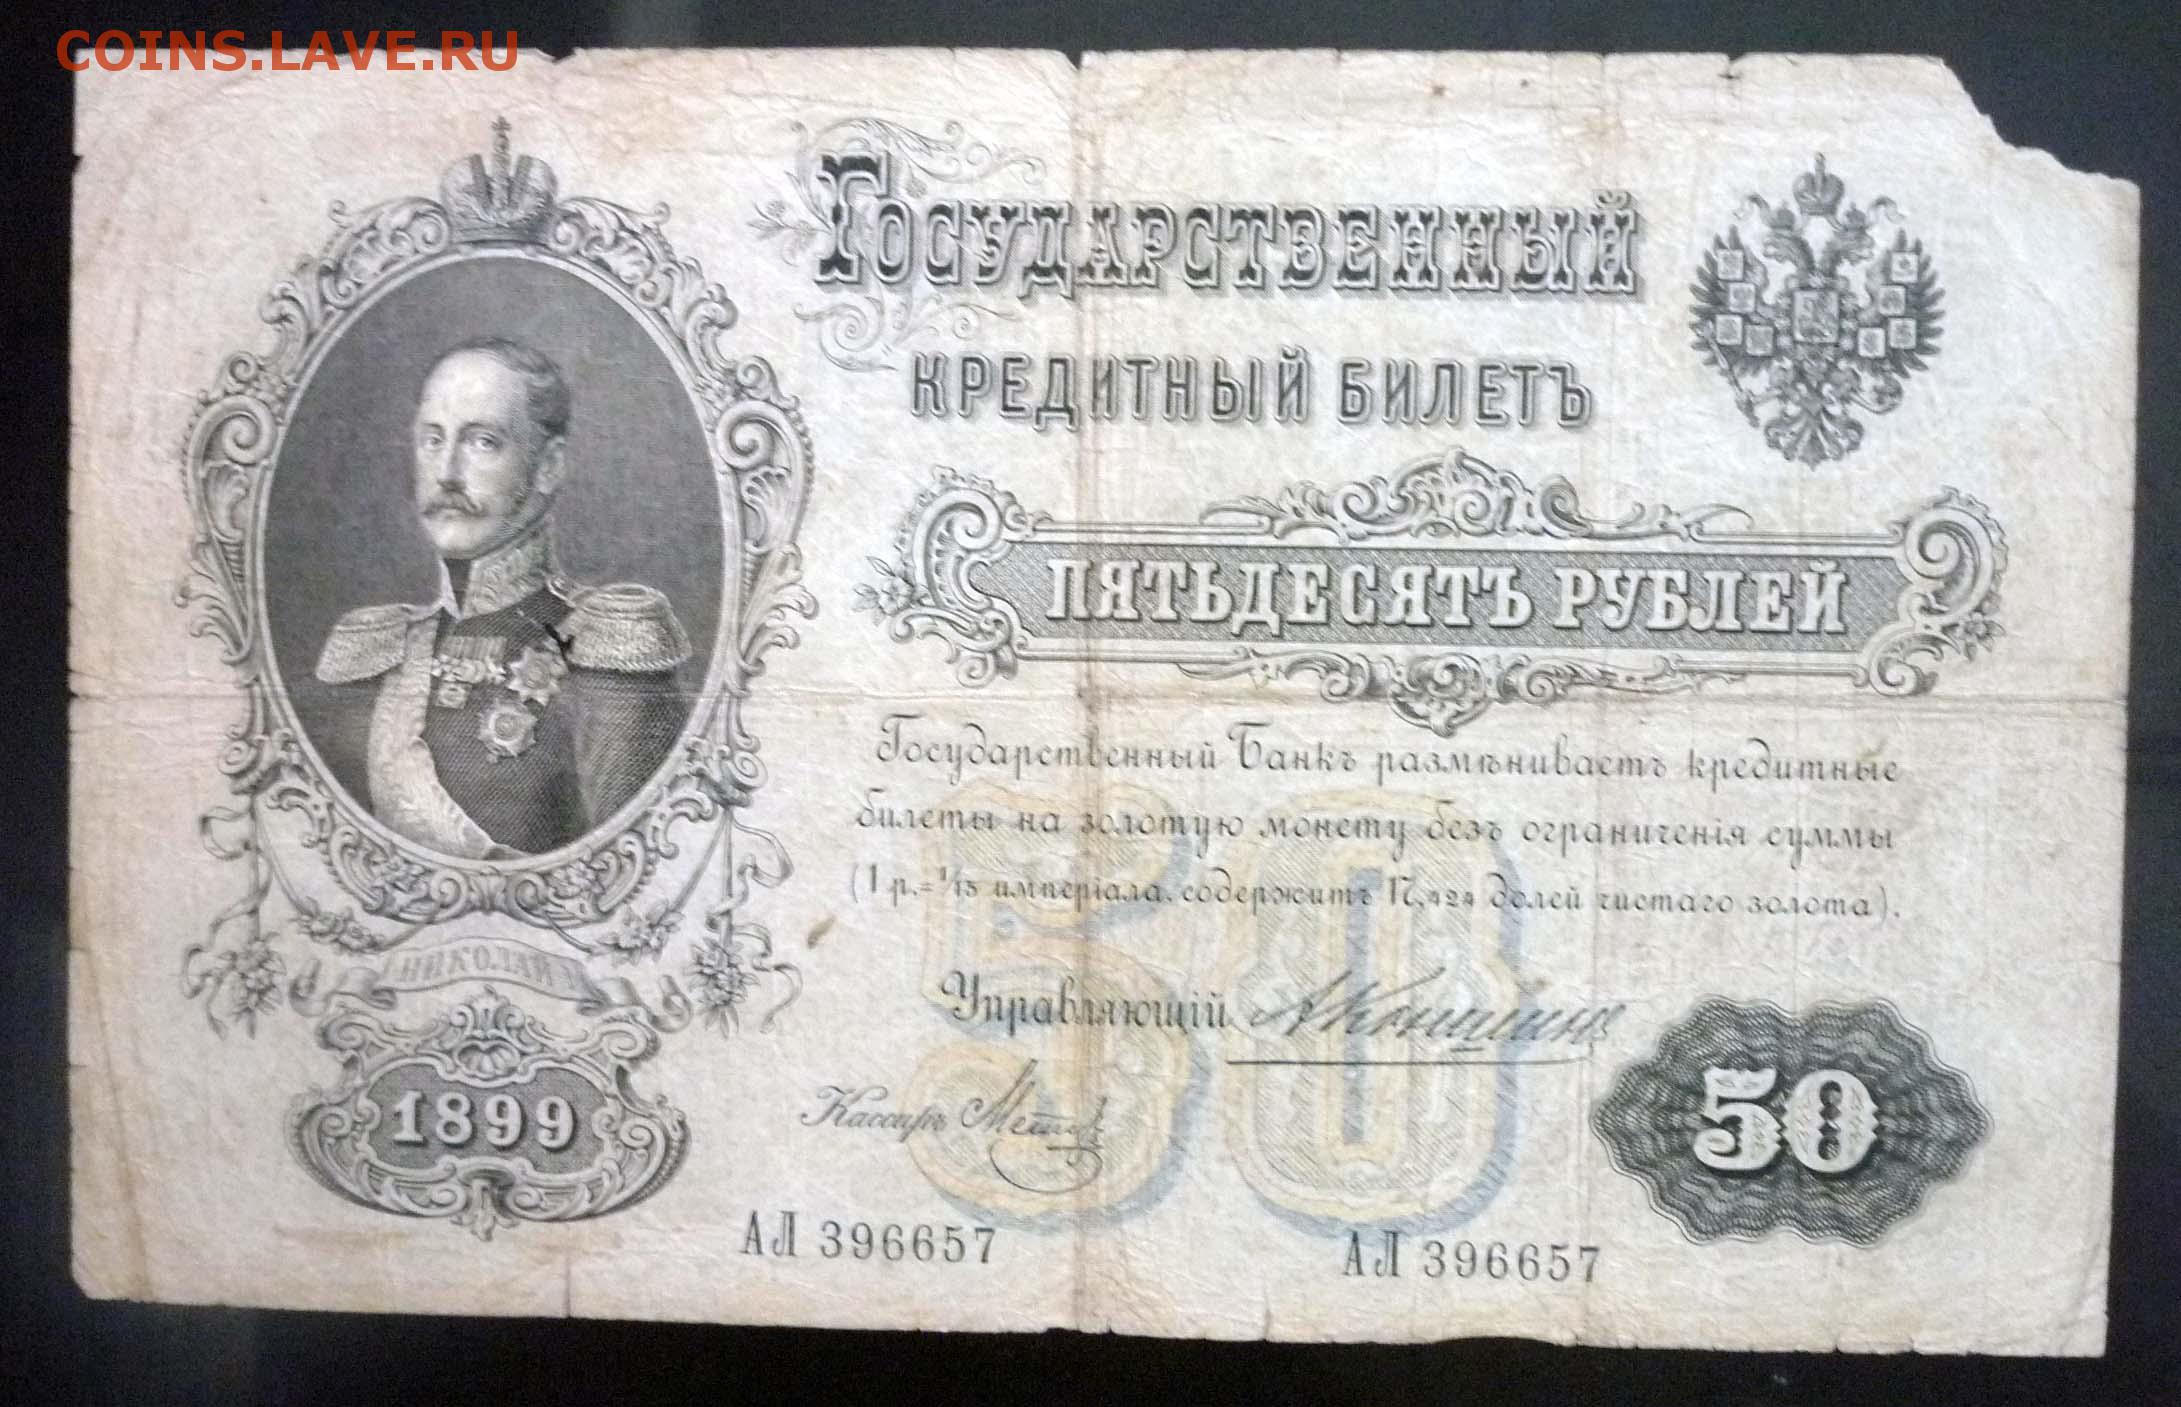 COINS.LAVE.RU
ГОСУДАРСТВЕННЫЙ
КРЕДИТНЫЙ БИЛЕТЪ
ПЯТЬДЕСЯТЪ РУБЛЕЙ
Государственный Банкъ размѣниваетъ кредитные
билеты на золотую монету безъ ограниченія суммы
(1 р.=1/15 имперіала, содержитъ 17,424 долей чистаго золота).
НИКОЛАЙ I
Управляющій
1899
50
Кассиръ
АЛ 396657
АЛ 396657
50